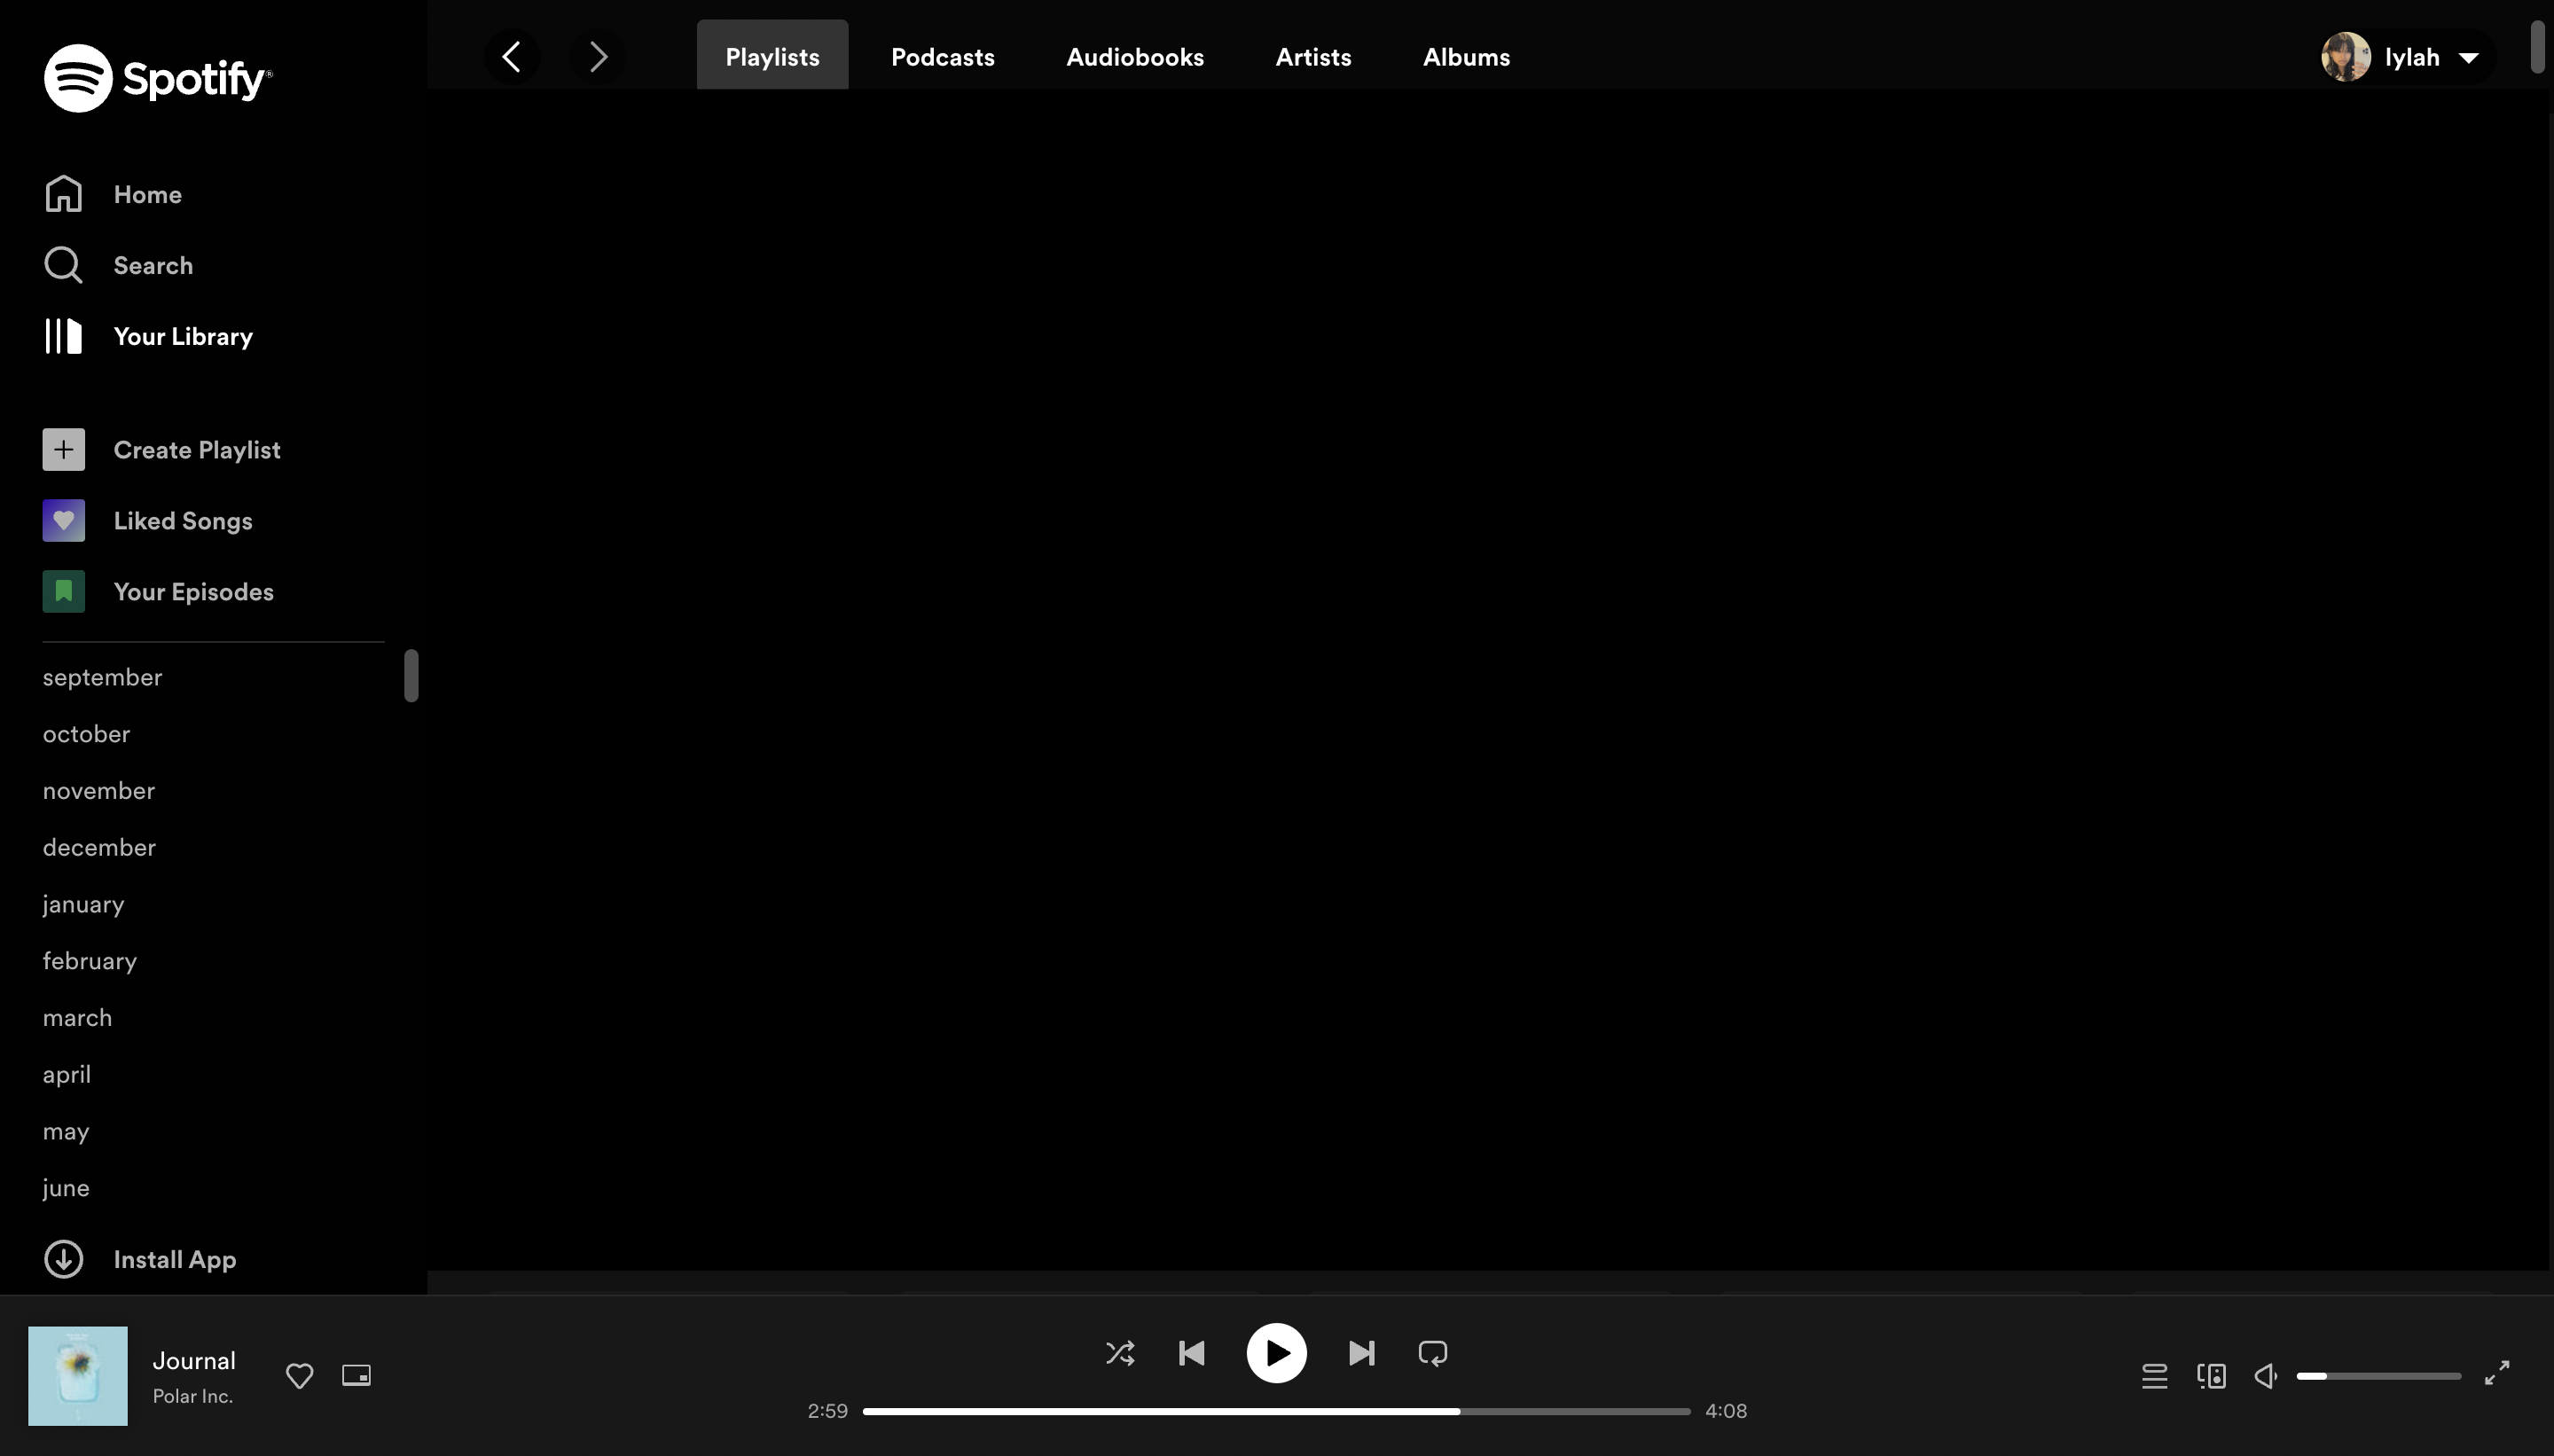 Spotify®
Home
Search
Your Library
Create Playlist
Liked Songs
Your Episodes
september
october
november
december
january
february
march
april
may
june
Install App
Playlists
Podcasts
Audiobooks
Artists
Albums
lylah
Journal
Polar Inc.
2:59
4:08